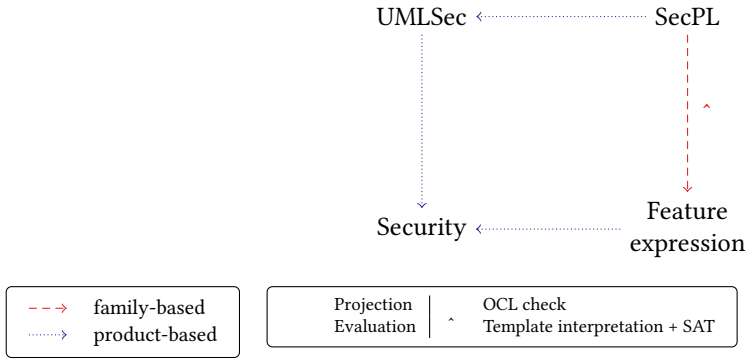 UMLSec SecPL
^
Security Feature
expression
family-based
product-based
Projection OCL check
Evaluation ^ Template interpretation + SAT